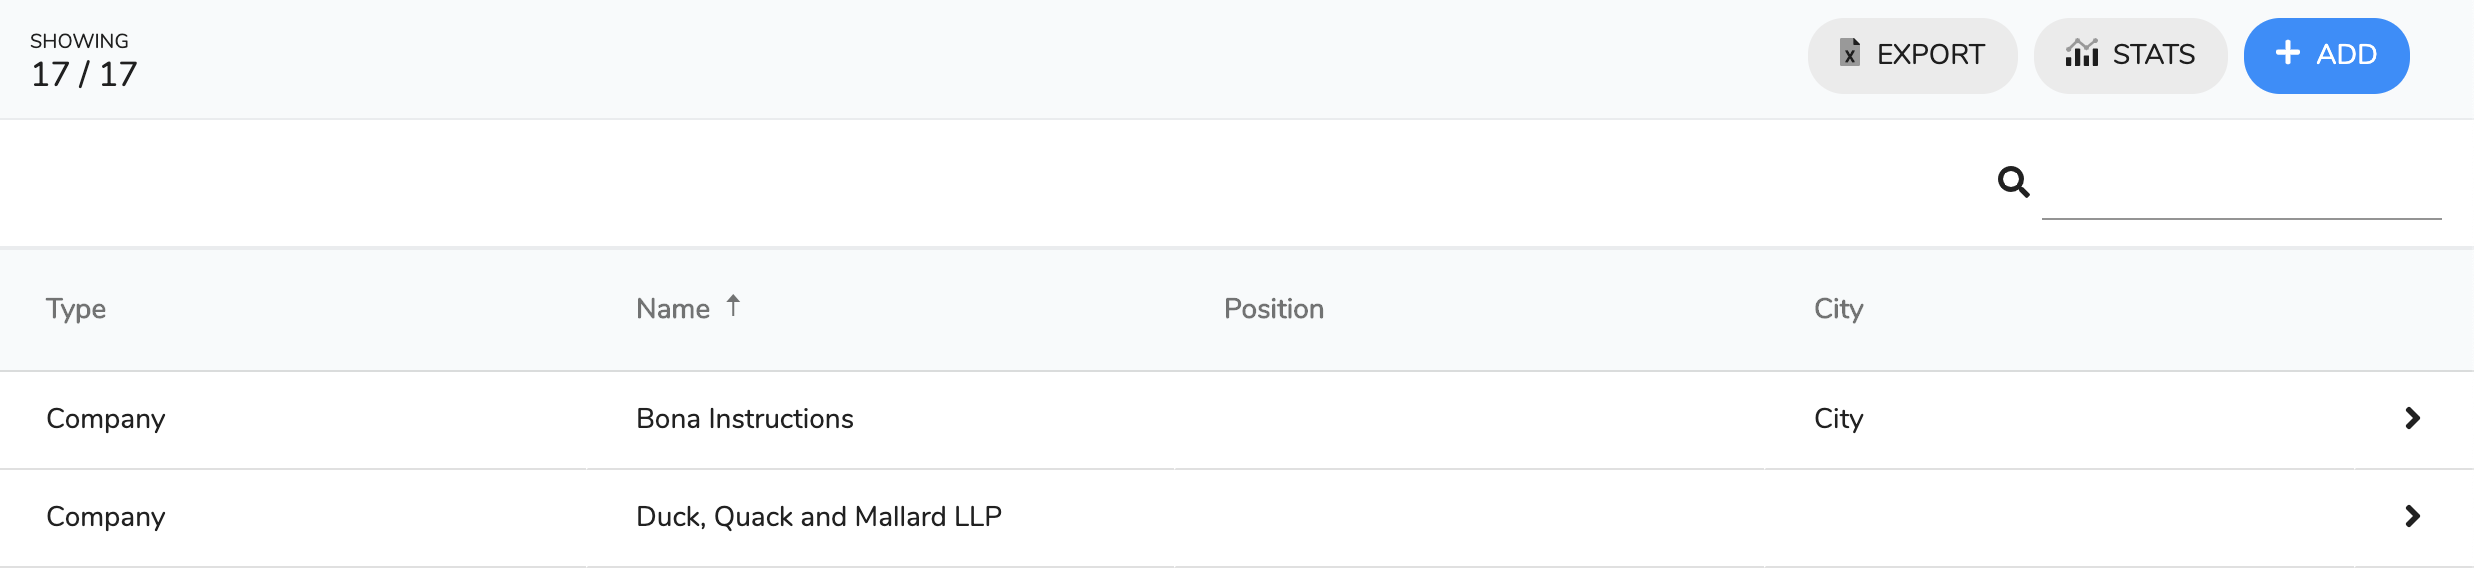 SHOWING
17 / 17
EXPORT STATS ADD
Type Name Position City
Company Bona Instructions City
Company Duck, Quack and Mallard LLP